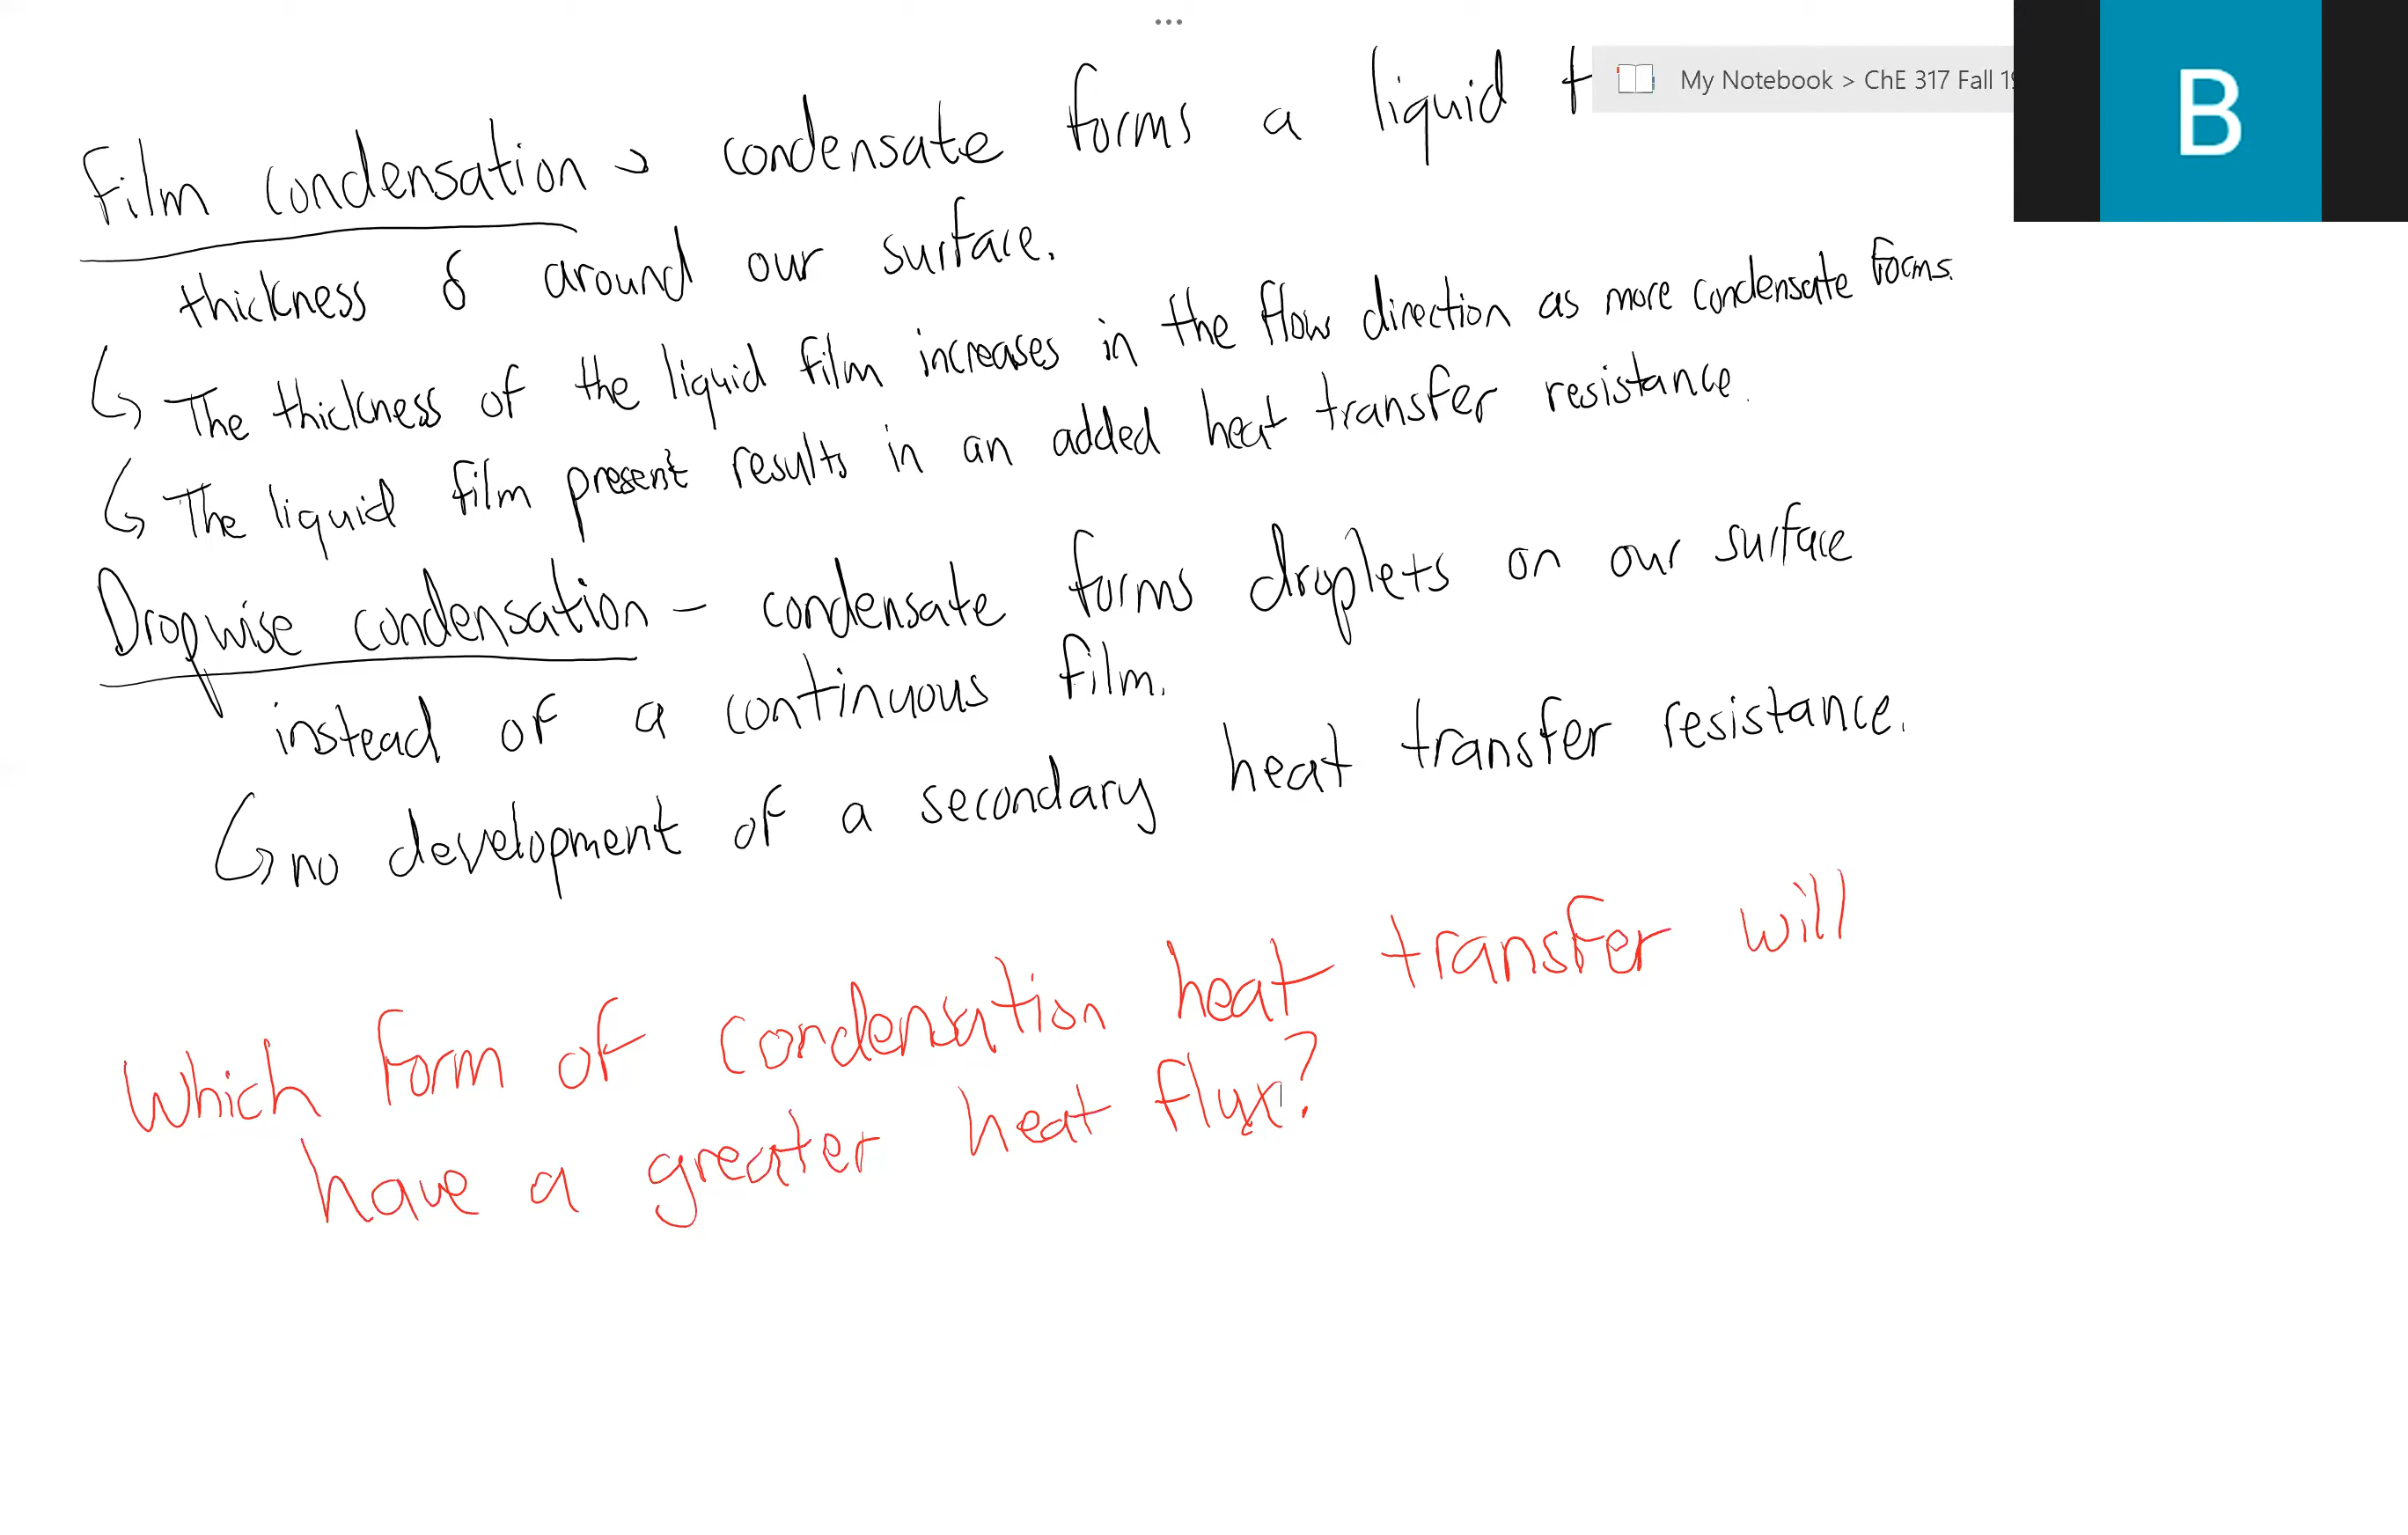 My Notebook > ChE 317 Fall
B
Film condensation → condensate forms a liquid
thickness δ around our surface.
↳ The thickness of the liquid film increases in the flow direction as more condensate forms.
↳ The liquid film present results in an added heat transfer resistance.
Dropwise condensation – condensate forms droplets on our surface
instead of a continuous film.
↳ no development of a secondary heat transfer resistance.
Which form of condensation heat transfer will
have a greater heat flux?